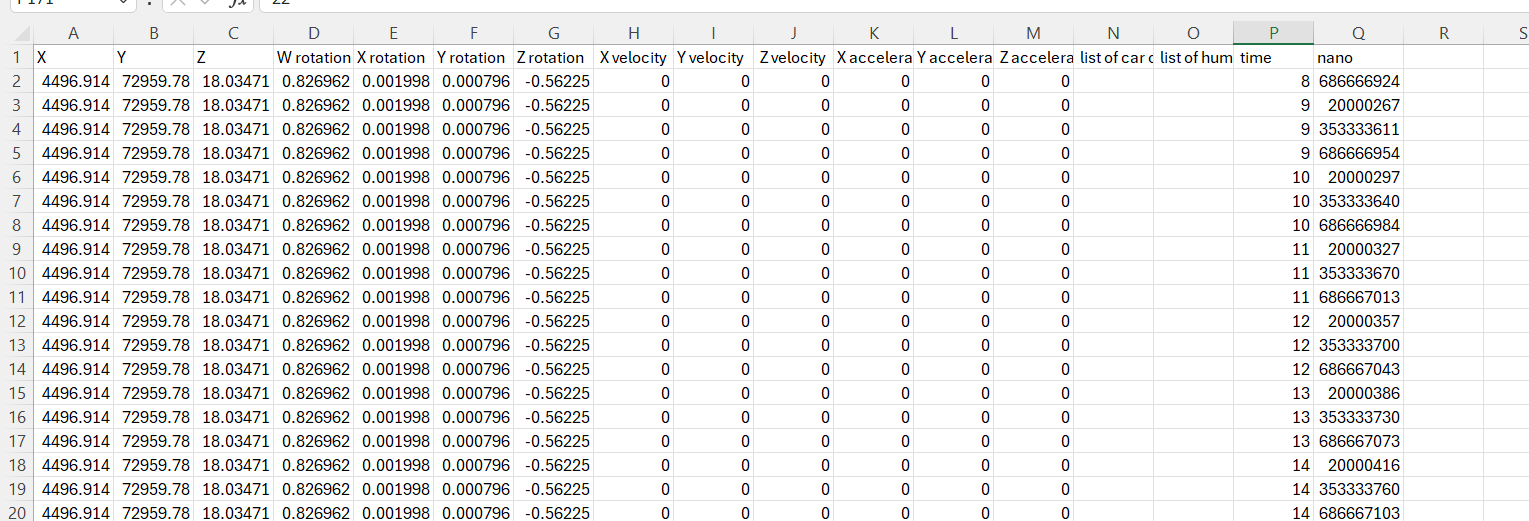 fx 22
A B C D E F G H I J K L M N O P Q R S
1 X Y Z W rotation X rotation Y rotation Z rotation X velocity Y velocity Z velocity X accelera Y accelera Z accelera list of car list of hum time nano
2 4496.914 72959.78 18.03471 0.826962 0.001998 0.000796 -0.56225 0 0 0 0 0 0 8 686666924
3 4496.914 72959.78 18.03471 0.826962 0.001998 0.000796 -0.56225 0 0 0 0 0 0 9 20000267
4 4496.914 72959.78 18.03471 0.826962 0.001998 0.000796 -0.56225 0 0 0 0 0 0 9 353333611
5 4496.914 72959.78 18.03471 0.826962 0.001998 0.000796 -0.56225 0 0 0 0 0 0 9 686666954
6 4496.914 72959.78 18.03471 0.826962 0.001998 0.000796 -0.56225 0 0 0 0 0 0 10 20000297
7 4496.914 72959.78 18.03471 0.826962 0.001998 0.000796 -0.56225 0 0 0 0 0 0 10 353333640
8 4496.914 72959.78 18.03471 0.826962 0.001998 0.000796 -0.56225 0 0 0 0 0 0 10 686666984
9 4496.914 72959.78 18.03471 0.826962 0.001998 0.000796 -0.56225 0 0 0 0 0 0 11 20000327
10 4496.914 72959.78 18.03471 0.826962 0.001998 0.000796 -0.56225 0 0 0 0 0 0 11 353333670
11 4496.914 72959.78 18.03471 0.826962 0.001998 0.000796 -0.56225 0 0 0 0 0 0 11 686667013
12 4496.914 72959.78 18.03471 0.826962 0.001998 0.000796 -0.56225 0 0 0 0 0 0 12 20000357
13 4496.914 72959.78 18.03471 0.826962 0.001998 0.000796 -0.56225 0 0 0 0 0 0 12 353333700
14 4496.914 72959.78 18.03471 0.826962 0.001998 0.000796 -0.56225 0 0 0 0 0 0 12 686667043
15 4496.914 72959.78 18.03471 0.826962 0.001998 0.000796 -0.56225 0 0 0 0 0 0 13 20000386
16 4496.914 72959.78 18.03471 0.826962 0.001998 0.000796 -0.56225 0 0 0 0 0 0 13 353333730
17 4496.914 72959.78 18.03471 0.826962 0.001998 0.000796 -0.56225 0 0 0 0 0 0 13 686667073
18 4496.914 72959.78 18.03471 0.826962 0.001998 0.000796 -0.56225 0 0 0 0 0 0 14 20000416
19 4496.914 72959.78 18.03471 0.826962 0.001998 0.000796 -0.56225 0 0 0 0 0 0 14 353333760
20 4496.914 72959.78 18.03471 0.826962 0.001998 0.000796 -0.56225 0 0 0 0 0 0 14 686667103